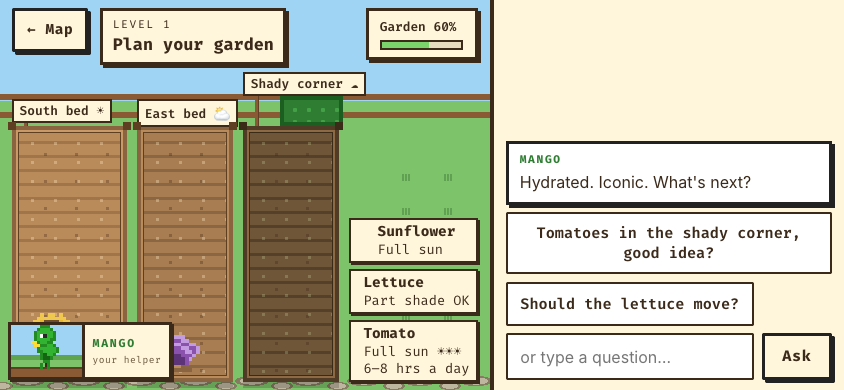 ← Map
LEVEL 1
Plan your garden
Garden 60%
Shady corner ☁
South bed ☀
East bed ⛅
Sunflower
Full sun
Lettuce
Part shade OK
Tomato
Full sun ☀☀☀
6–8 hrs a day
MANGO
your helper
MANGO
Hydrated. Iconic. What's next?
Tomatoes in the shady corner,
good idea?
Should the lettuce move?
or type a question...
Ask